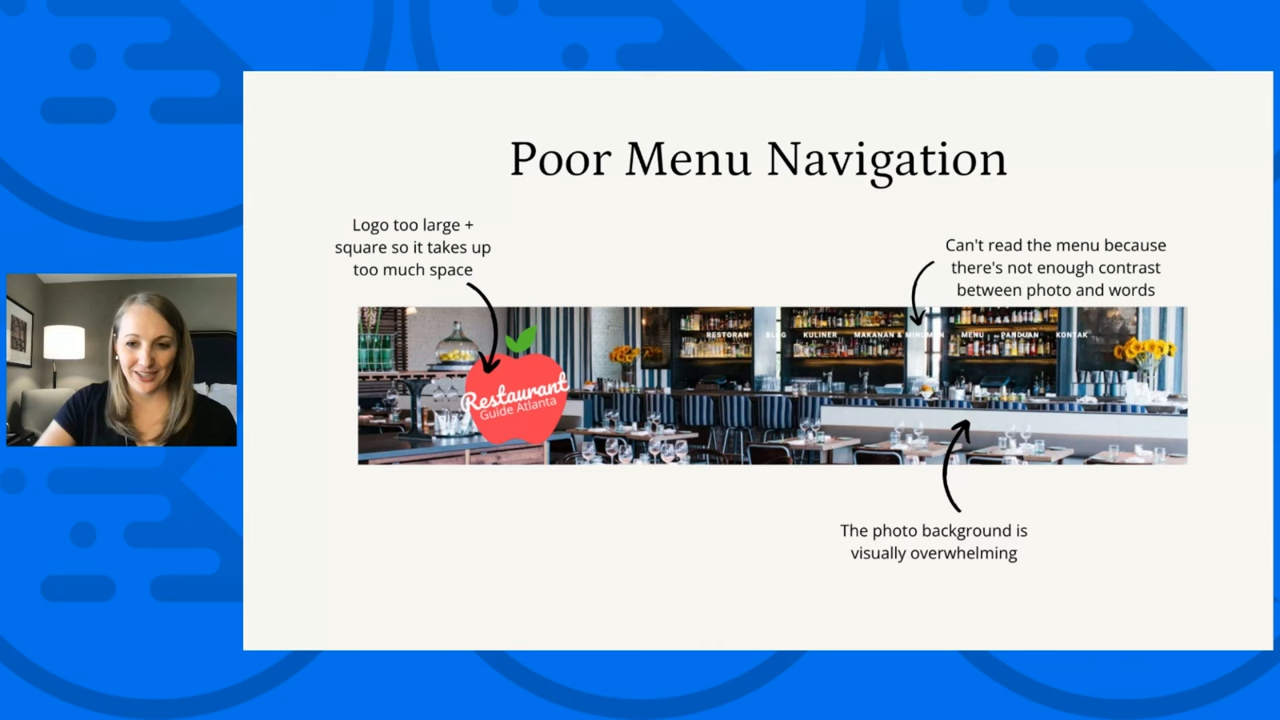 Poor Menu Navigation
Logo too large +
square so it takes up
too much space
Can't read the menu because
there's not enough contrast
between photo and words
RESTORAN BLOG KULINER MAKANAN & MINUMAN MENU PANDUAN KONTAK
Restaurant
Guide Atlanta
The photo background is
visually overwhelming